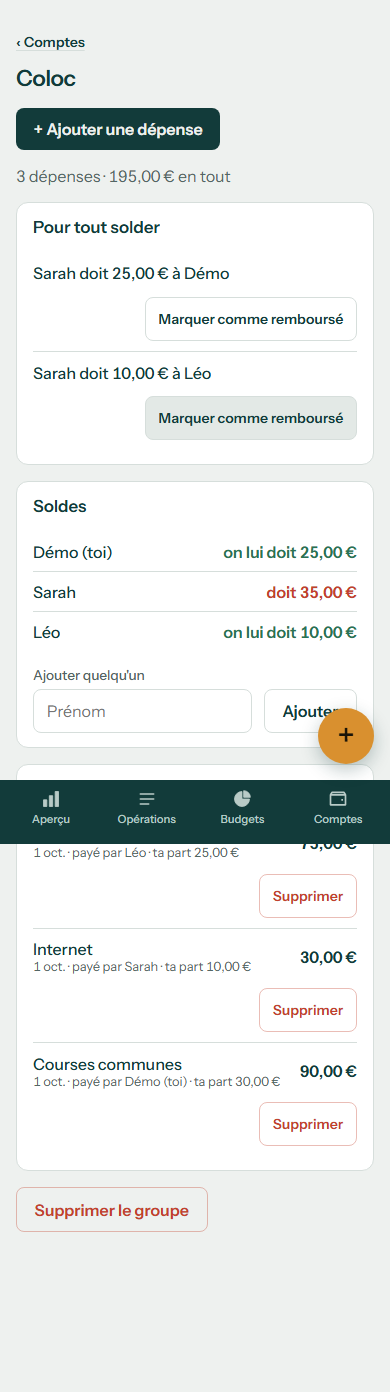 ‹ Comptes
Coloc
+ Ajouter une dépense
3 dépenses · 195,00 € en tout
Pour tout solder
Sarah doit 25,00 € à Démo
Marquer comme remboursé
Sarah doit 10,00 € à Léo
Marquer comme remboursé
Soldes
Démo (toi) on lui doit 25,00 €
Sarah doit 35,00 €
Léo on lui doit 10,00 €
Ajouter quelqu'un
Prénom Ajouter
+
Aperçu Opérations Budgets Comptes
75,00 €
1 oct. · payé par Léo · ta part 25,00 €
Supprimer
Internet 30,00 €
1 oct. · payé par Sarah · ta part 10,00 €
Supprimer
Courses communes 90,00 €
1 oct. · payé par Démo (toi) · ta part 30,00 €
Supprimer
Supprimer le groupe